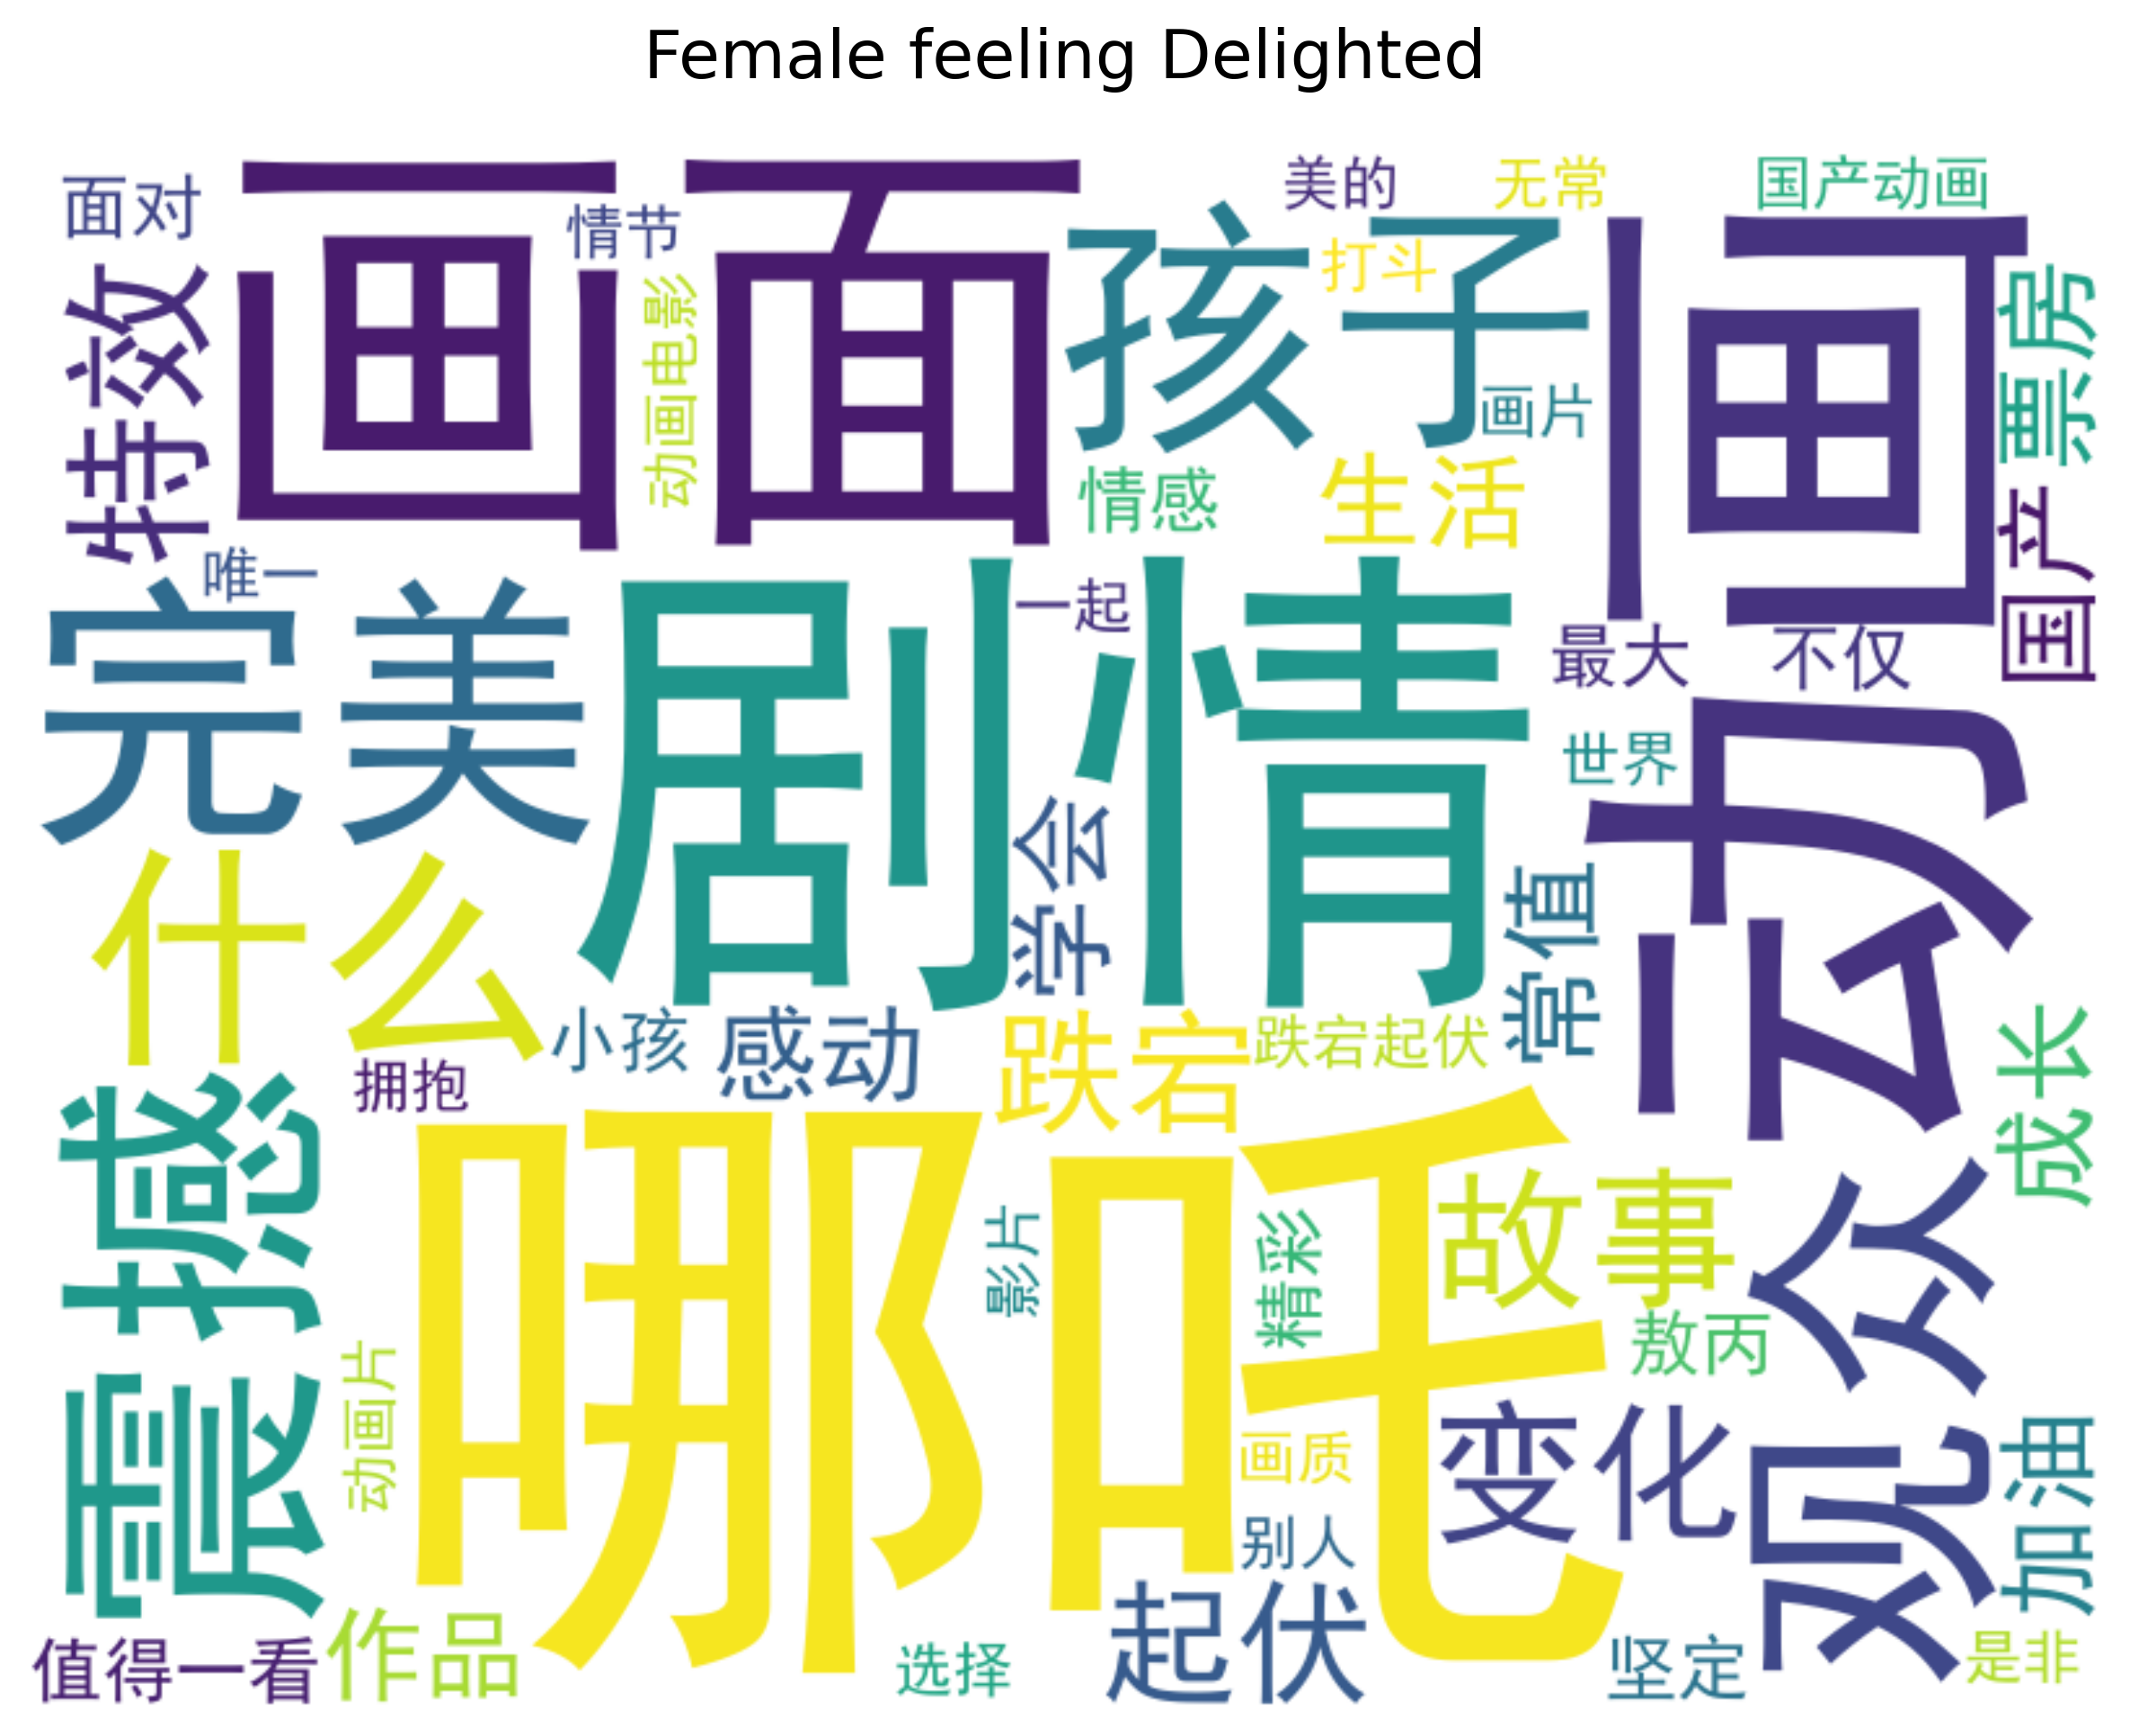 Female feeling Delighted
面对
画面
情节
美的
无常
国产动画
孩子
打斗
动画
票房
特效
动画电影
画片
情感
生活
国产
唯一
完美
剧情
一起
最大
不仅
世界
什么
学会
常值
小孩
感动
跌宕
跌宕起伏
成长
拥抱
震撼
哪吒
影片
精彩
故事
观众
敖丙
动画片
画质
变化
加油
别人
起伏
值得一看
作品
选择
坚定
是非